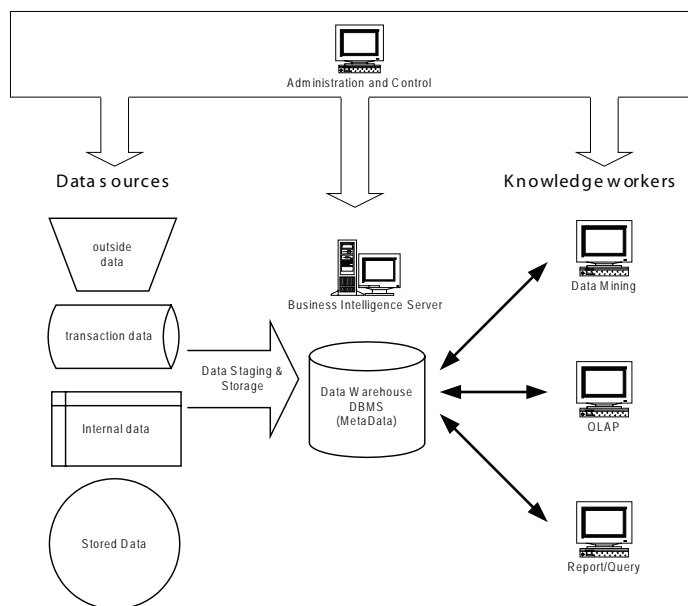 Administration and Control
Data sources
Knowledge workers
outside
data
transaction data
Internal data
Stored Data
Data Staging &
Storage
Business Intelligence Server
Data Warehouse
DBMS
(MetaData)
Data Mining
OLAP
Report/Query